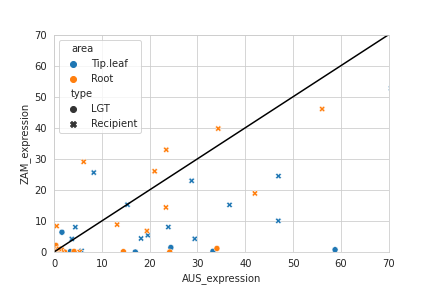 70
60
50
40
30
20
10
0
ZAM_expression
area
Tip.leaf
Root
type
LGT
Recipient
0 10 20 30 40 50 60 70
AUS_expression